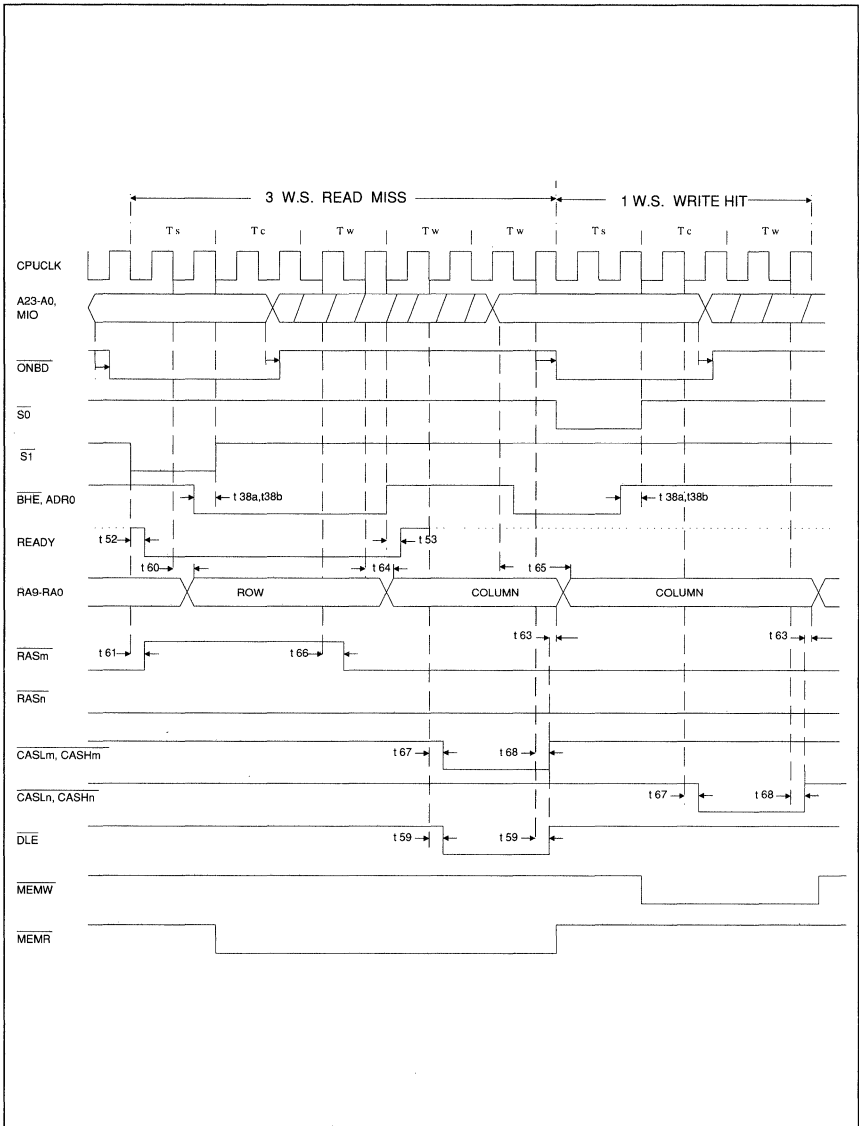 3 W.S. READ MISS
1 W.S. WRITE HIT
Ts Tc Tw Tw Tw Ts Tc Tw
CPUCLK
A23-A0,
MIO
ONBD
S0
S1
BHE, ADR0
t 38a,t38b
t 38a,t38b
READY
t 52
t 53
t 60
t 64
t 65
RA9-RA0
ROW
COLUMN
COLUMN
t 63
t 63
RASm
t 61
t 66
RASn
CASLm, CASHm
t 67
t 68
CASLn, CASHn
t 67
t 68
DLE
t 59
t 59
MEMW
MEMR